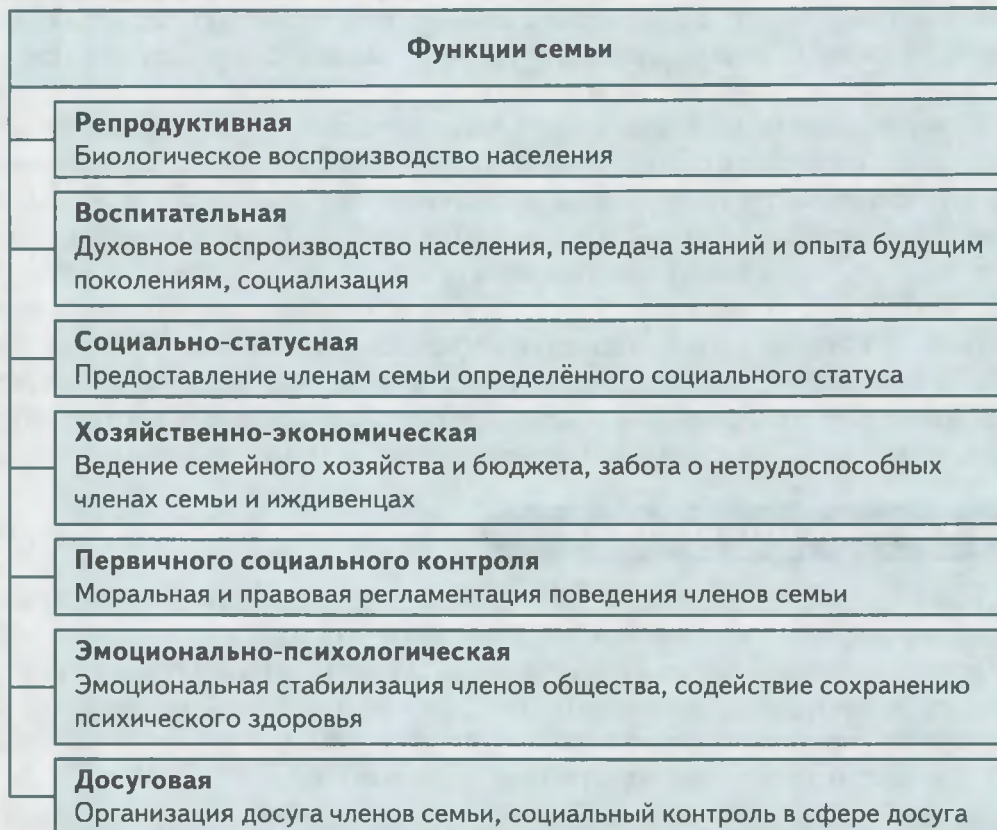 Функции семьи
Репродуктивная
Биологическое воспроизводство населения
Воспитательная
Духовное воспроизводство населения, передача знаний и опыта будущим
поколениям, социализация
Социально-статусная
Предоставление членам семьи определённого социального статуса
Хозяйственно-экономическая
Ведение семейного хозяйства и бюджета, забота о нетрудоспособных
членах семьи и иждивенцах
Первичного социального контроля
Моральная и правовая регламентация поведения членов семьи
Эмоционально-психологическая
Эмоциональная стабилизация членов общества, содействие сохранению
психического здоровья
Досуговая
Организация досуга членов семьи, социальный контроль в сфере досуга